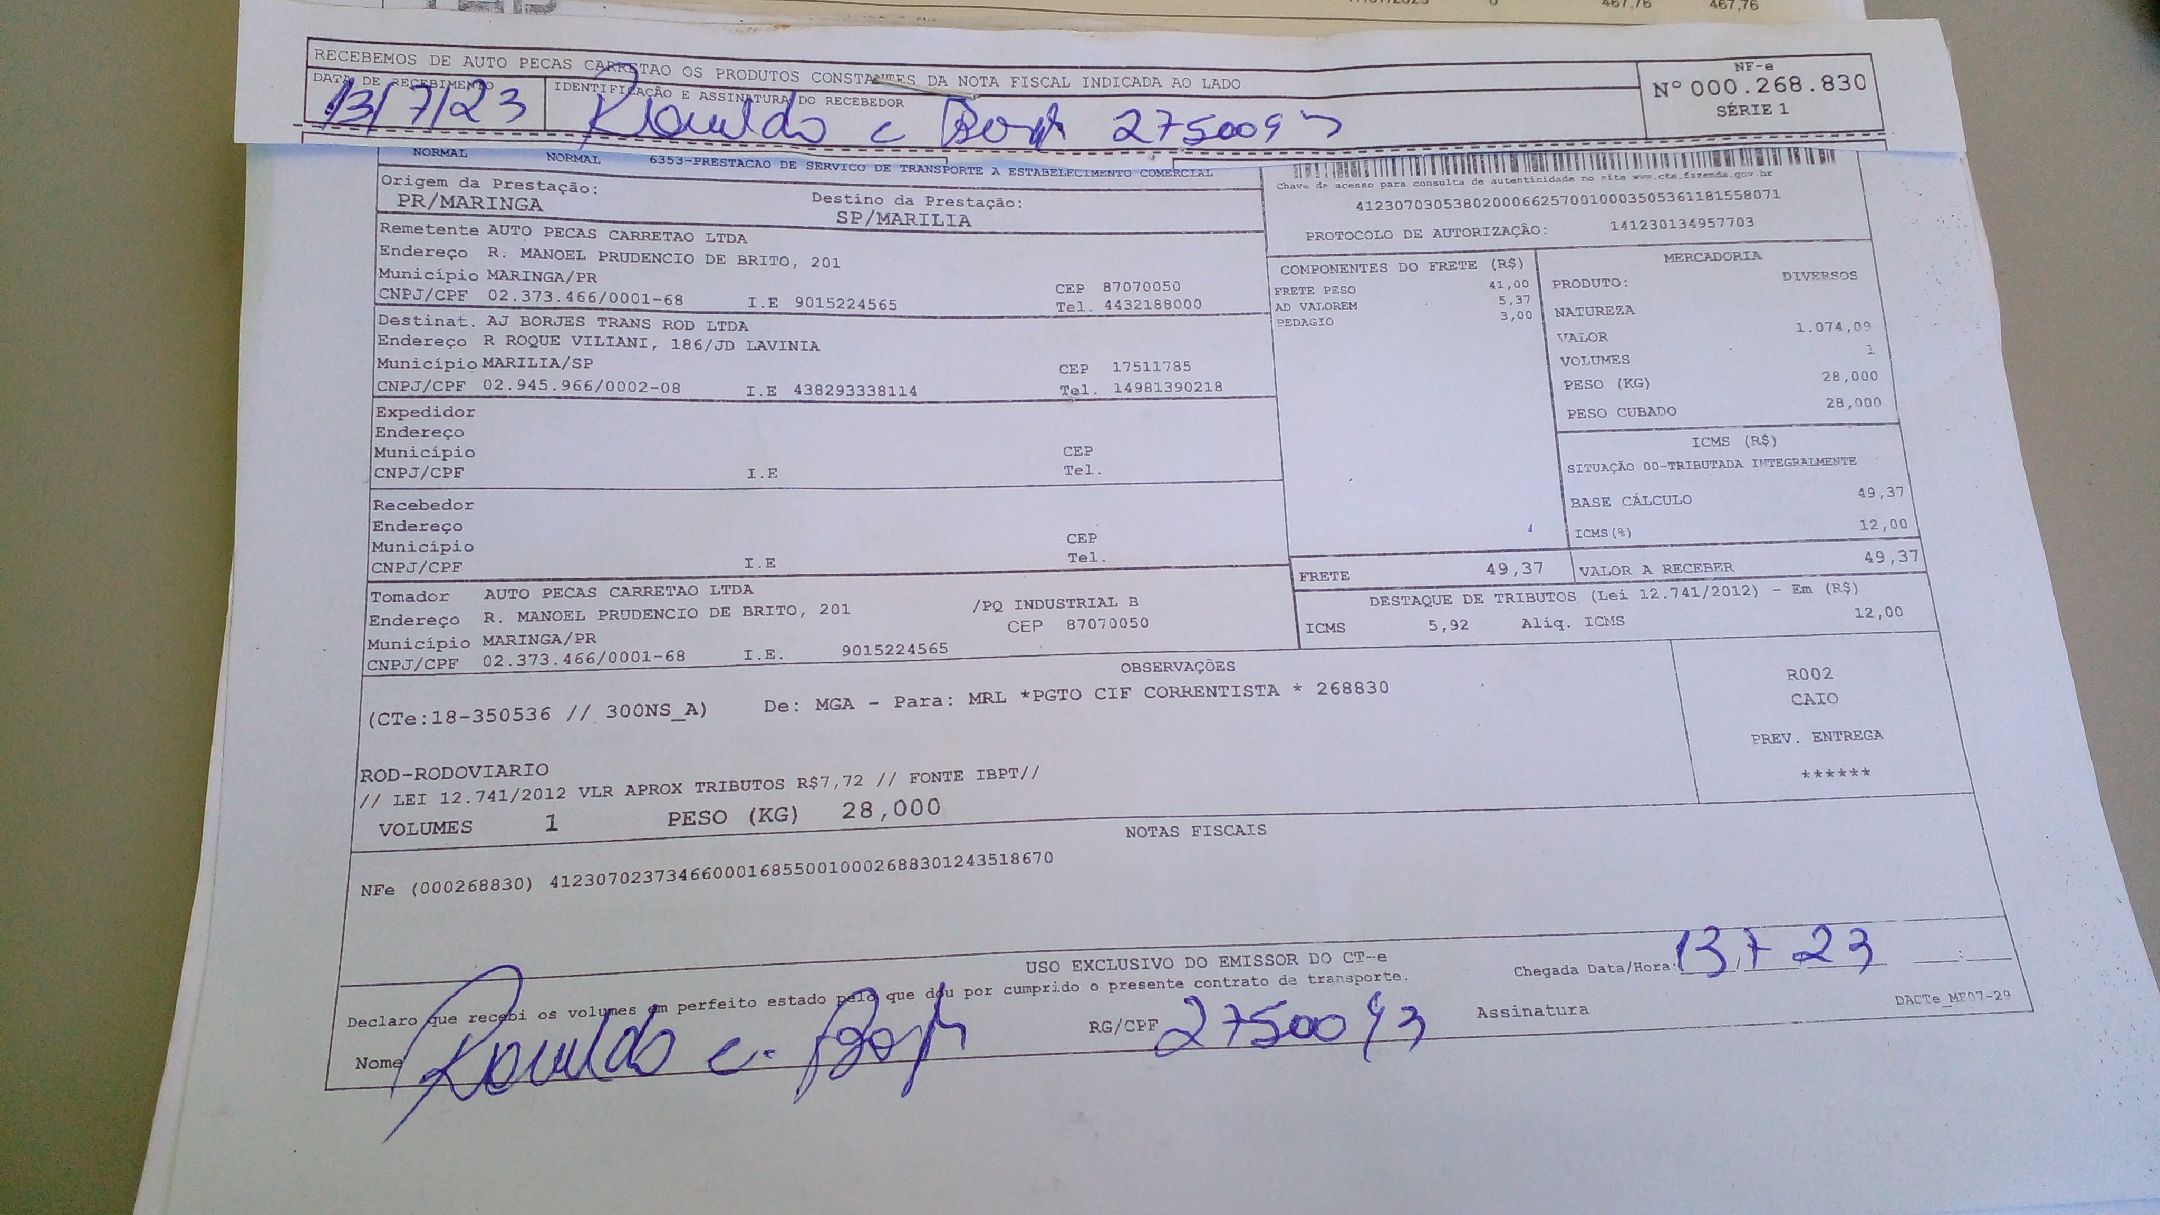 467,76 467,76
RECEBEMOS DE AUTO PECAS CARRETAO OS PRODUTOS CONSTANTES DA NOTA FISCAL INDICADA AO LADO
DATA DE RECEBIMENTO IDENTIFICAÇÃO E ASSINATURA DO RECEBEDOR
13/7/23 Ronaldo c
NF-e
Nº 000.268.830
SÉRIE 1
NORMAL NORMAL 6353-PRESTACAO DE SERVICO DE TRANSPORTE A ESTABELECIMENTO COMERCIAL
Chave de acesso para consulta de autenticidade no site www.cte.fazenda.gov.br
41230703053802000662570010003505361181558071
PROTOCOLO DE AUTORIZAÇÃO: 141230134957703
Origem da Prestação: Destino da Prestação:
PR/MARINGA SP/MARILIA
Remetente AUTO PECAS CARRETAO LTDA
Endereço R. MANOEL PRUDENCIO DE BRITO, 201
Município MARINGA/PR CEP 87070050
CNPJ/CPF 02.373.466/0001-68 I.E 9015224565 Tel. 4432188000
Destinat. AJ BORJES TRANS ROD LTDA
Endereço R ROQUE VILIANI, 186/JD LAVINIA
Município MARILIA/SP CEP 17511785
CNPJ/CPF 02.945.966/0002-08 I.E 438293338114 Tel. 14981390218
Expedidor
Endereço
Município CEP
CNPJ/CPF I.E Tel.
Recebedor
Endereço
Município CEP
CNPJ/CPF I.E Tel.
Tomador AUTO PECAS CARRETAO LTDA
Endereço R. MANOEL PRUDENCIO DE BRITO, 201 /PQ INDUSTRIAL B
Município MARINGA/PR CEP 87070050
CNPJ/CPF 02.373.466/0001-68 I.E. 9015224565
COMPONENTES DO FRETE (R$)
FRETE PESO 41,00
AD VALOREM 5,37
PEDAGIO 3,00
MERCADORIA
PRODUTO: DIVERSOS
NATUREZA
VALOR 1.074,09
VOLUMES 1
PESO (KG) 28,000
PESO CUBADO 28,000
ICMS (R$)
SITUAÇÃO 00-TRIBUTADA INTEGRALMENTE
BASE CÁLCULO 49,37
ICMS(%) 12,00
FRETE 49,37 VALOR A RECEBER 49,37
DESTAQUE DE TRIBUTOS (Lei 12.741/2012) - Em (R$)
ICMS 5,92 Aliq. ICMS 12,00
OBSERVAÇÕES
(CTe:18-350536 // 300NS_A) De: MGA - Para: MRL *PGTO CIF CORRENTISTA * 268830
ROD-RODOVIARIO
// LEI 12.741/2012 VLR APROX TRIBUTOS R$7,72 // FONTE IBPT//
VOLUMES 1 PESO (KG) 28,000
R002
CAIO
PREV. ENTREGA
******
NOTAS FISCAIS
NFe (000268830) 41230702373466000168550010002688301243518670
USO EXCLUSIVO DO EMISSOR DO CT-e
Declaro que recebi os volumes em perfeito estado pelo que dou por cumprido o presente contrato de transporte.
Chegada Data/Hora: 13 7 23
Nome Ronaldo c. RG/CPF 2750093 Assinatura
DACTe_MF07-29